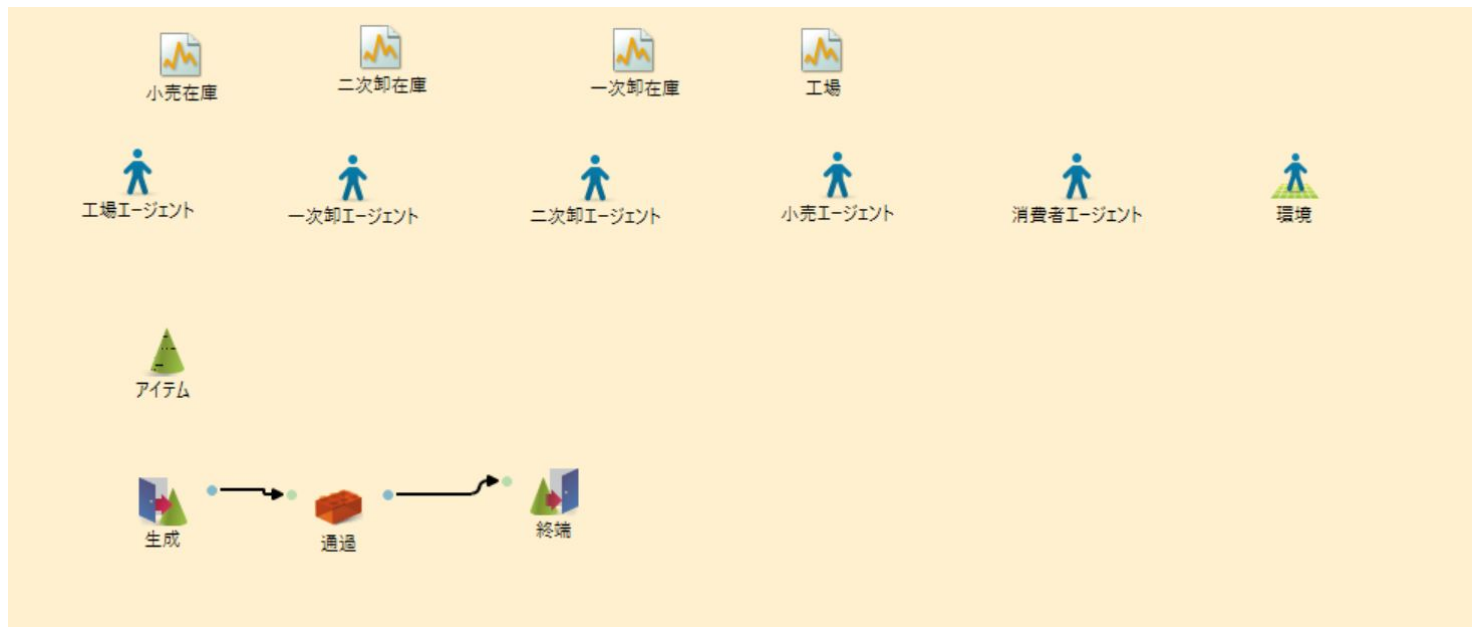 小売在庫
二次卸在庫
一次卸在庫
工場
工場エージェント
一次卸エージェント
二次卸エージェント
小売エージェント
消費者エージェント
環境
アイテム
生成
通過
終端